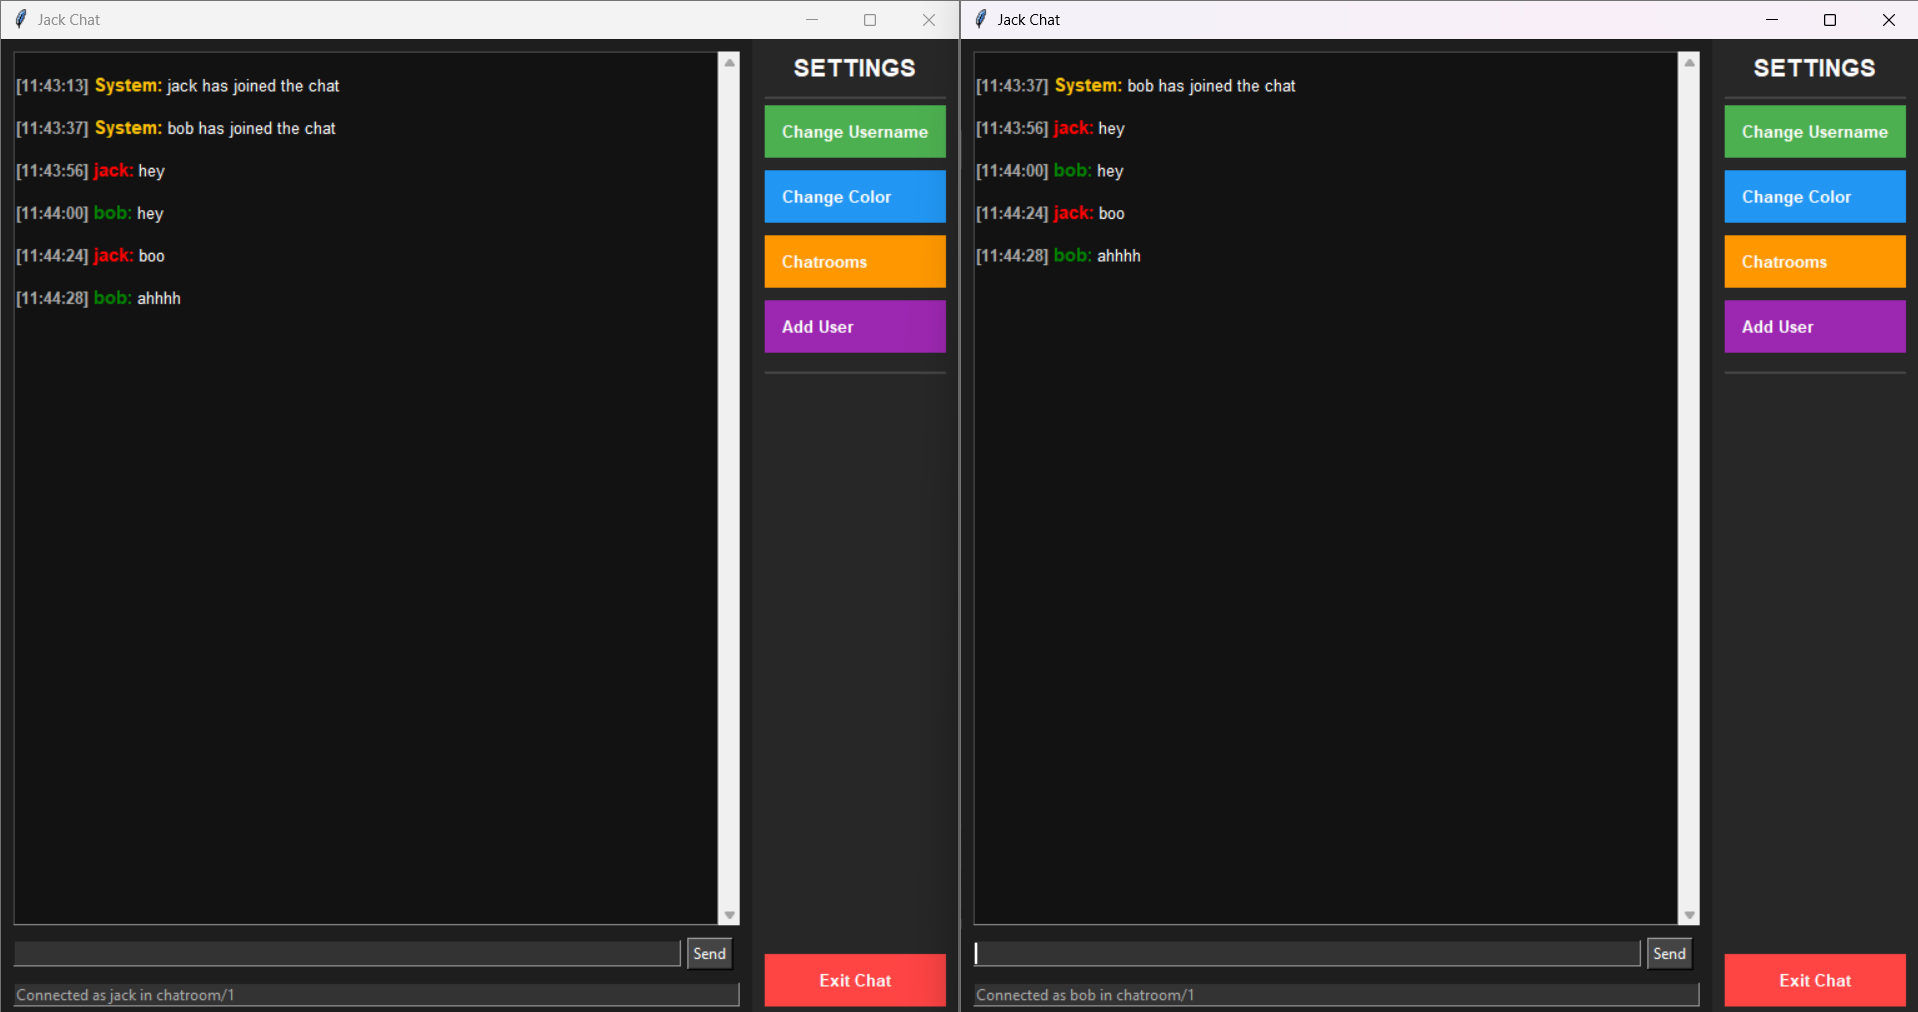 Jack Chat
[11:43:13] System: jack has joined the chat
[11:43:37] System: bob has joined the chat
[11:43:56] jack: hey
[11:44:00] bob: hey
[11:44:24] jack: boo
[11:44:28] bob: ahhhh
Send
Connected as jack in chatroom/1
SETTINGS
Change Username
Change Color
Chatrooms
Add User
Exit Chat
Jack Chat
[11:43:37] System: bob has joined the chat
[11:43:56] jack: hey
[11:44:00] bob: hey
[11:44:24] jack: boo
[11:44:28] bob: ahhhh
Send
Connected as bob in chatroom/1
SETTINGS
Change Username
Change Color
Chatrooms
Add User
Exit Chat